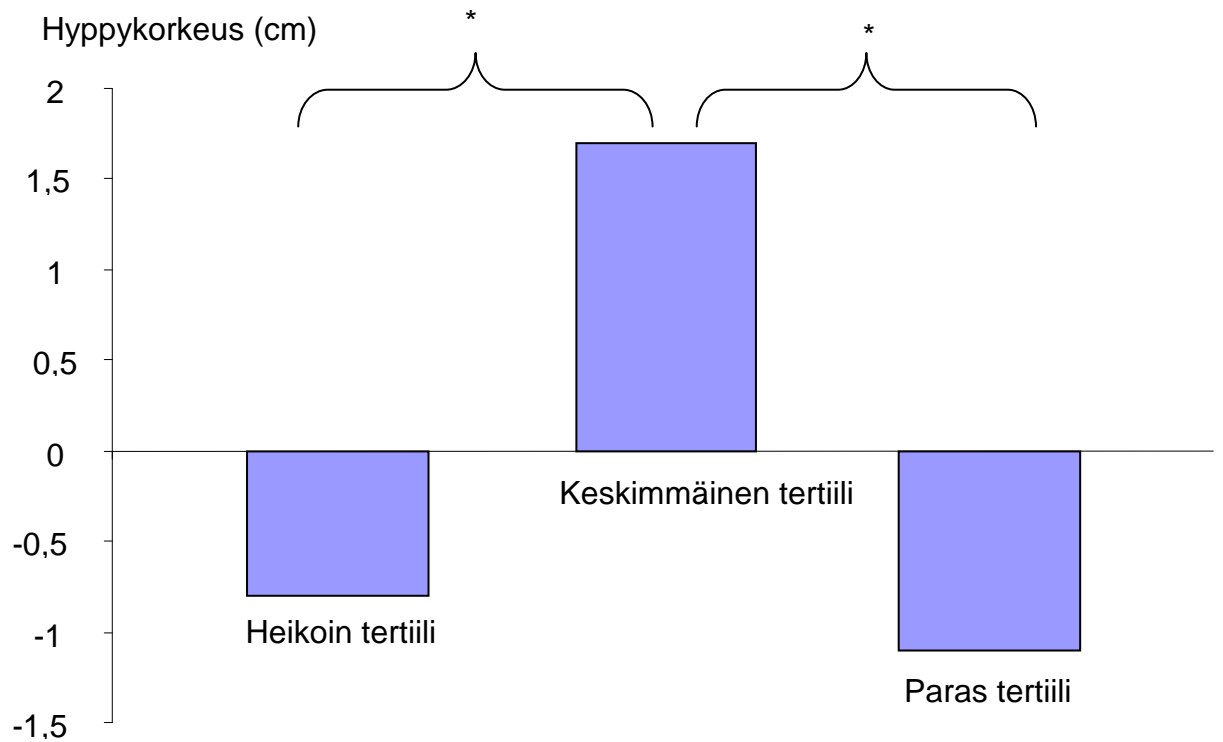 *
*
Hyppykorkeus (cm)
2
1,5
1
0,5
0
Keskimmäinen tertiili
-0,5
Heikoin tertiili
-1
Paras tertiili
-1,5